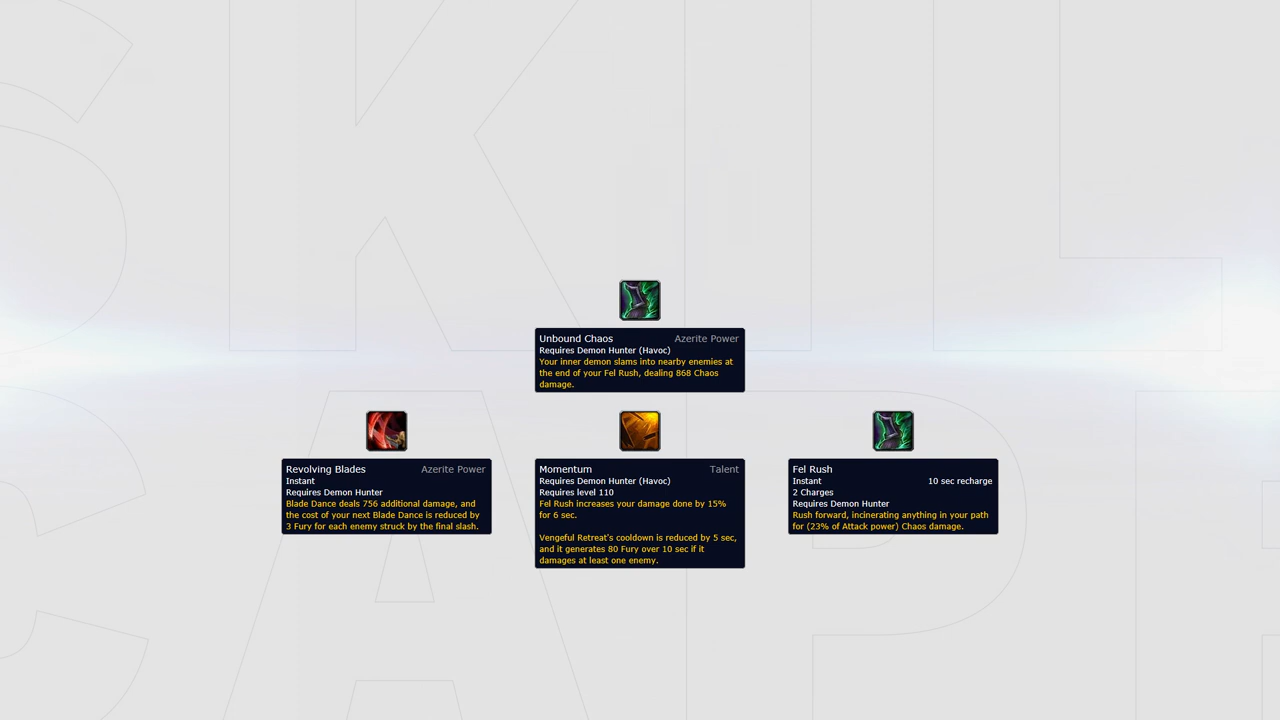 Unbound Chaos Azerite Power
Requires Demon Hunter (Havoc)
Your inner demon slams into nearby enemies at
the end of your Fel Rush, dealing 868 Chaos
damage.
Revolving Blades Azerite Power
Instant
Requires Demon Hunter
Blade Dance deals 756 additional damage, and
the cost of your next Blade Dance is reduced by
3 Fury for each enemy struck by the final slash.
Momentum Talent
Requires Demon Hunter (Havoc)
Requires level 110
Fel Rush increases your damage done by 15%
for 6 sec.
Vengeful Retreat's cooldown is reduced by 5 sec,
and it generates 80 Fury over 10 sec if it
damages at least one enemy.
Fel Rush
Instant 10 sec recharge
2 Charges
Requires Demon Hunter
Rush forward, incinerating anything in your path
for (23% of Attack power) Chaos damage.